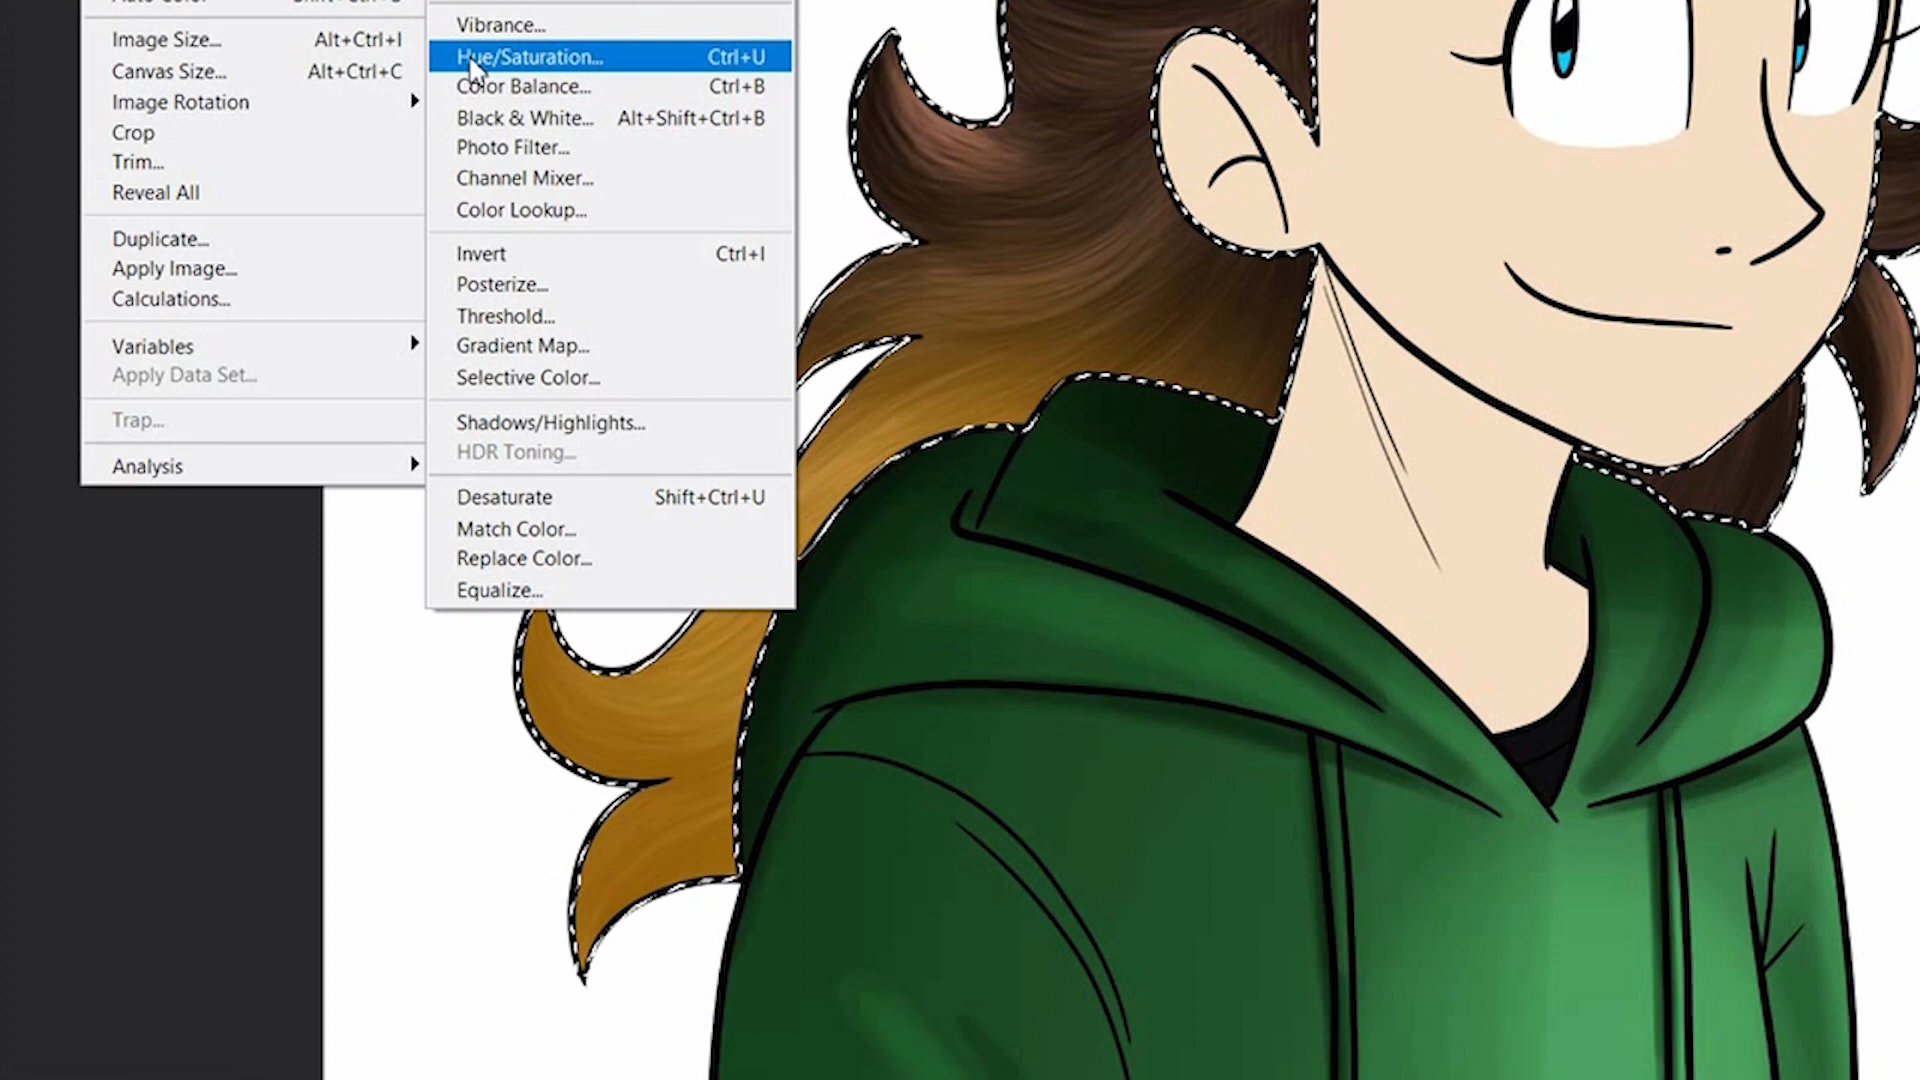 Image Size... Alt+Ctrl+I
Canvas Size... Alt+Ctrl+C
Image Rotation
Crop
Trim...
Reveal All
Duplicate...
Apply Image...
Calculations...
Variables
Apply Data Set...
Trap...
Analysis
Vibrance...
Hue/Saturation... Ctrl+U
Color Balance... Ctrl+B
Black & White... Alt+Shift+Ctrl+B
Photo Filter...
Channel Mixer...
Color Lookup...
Invert Ctrl+I
Posterize...
Threshold...
Gradient Map...
Selective Color...
Shadows/Highlights...
HDR Toning...
Desaturate Shift+Ctrl+U
Match Color...
Replace Color...
Equalize...